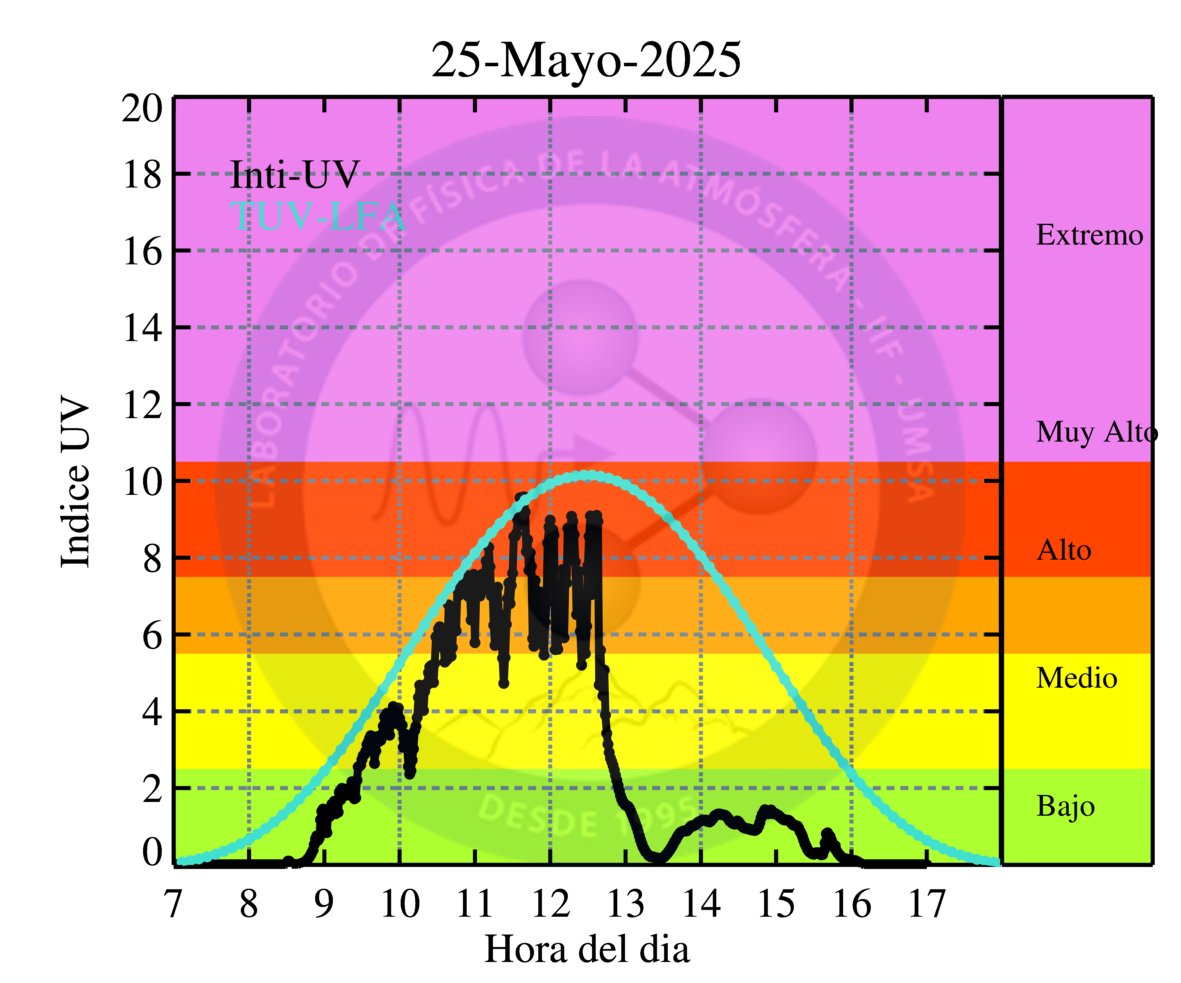 25-Mayo-2025
Inti-UV
TUV-LFA
LABORATORIO DE FÍSICA DE LA ATMÓSFERA - IIF - UMSA
DESDE 1995
Indice UV
20
18
16
14
12
10
8
6
4
2
0
Extremo
Muy Alto
Alto
Medio
Bajo
7 8 9 10 11 12 13 14 15 16 17
Hora del dia